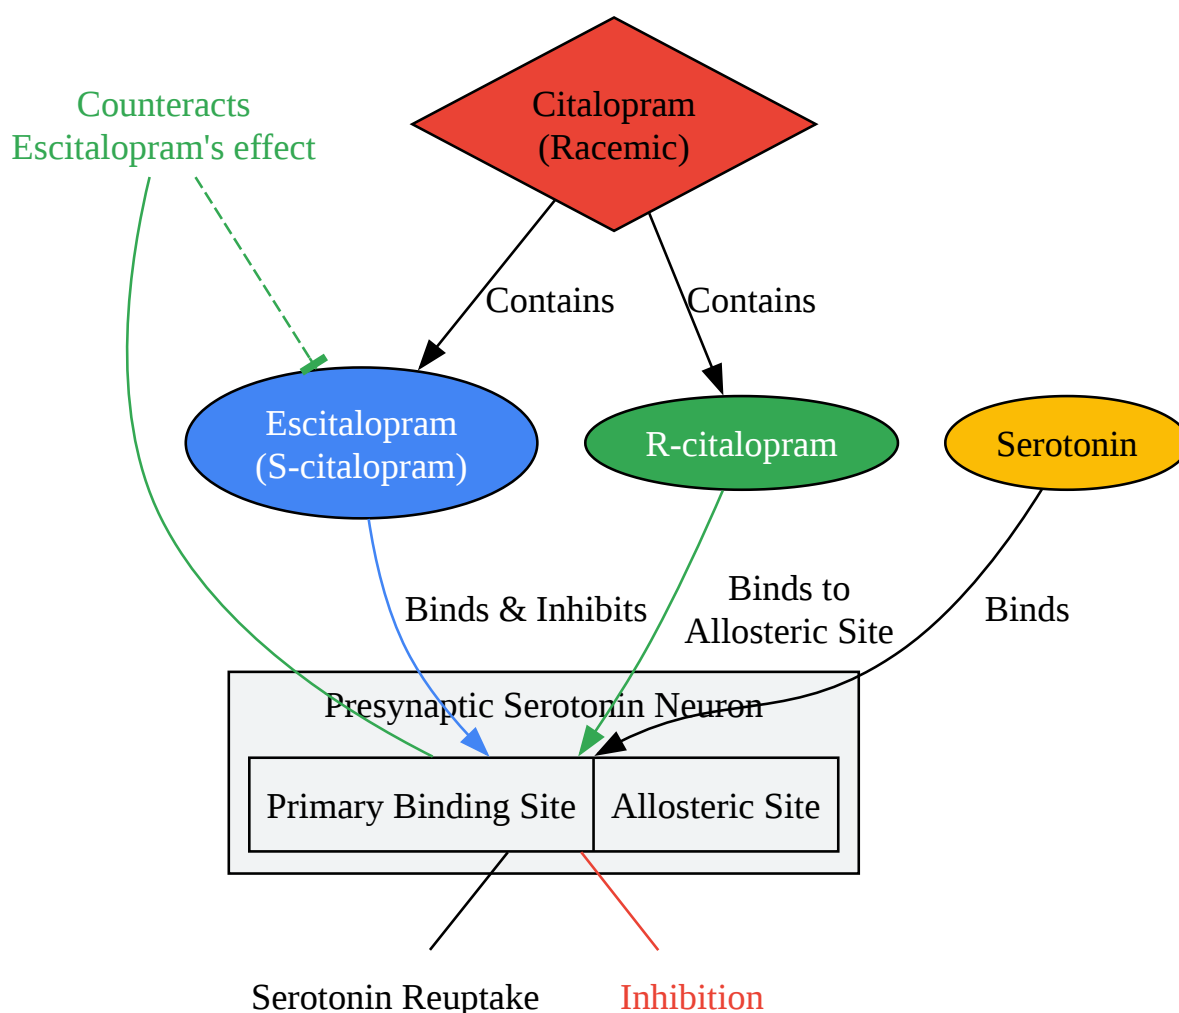 Citalopram
(Racemic)
Counteracts
Escitalopram's effect
Contains
Contains
Escitalopram
(S-citalopram)
R-citalopram
Serotonin
Binds & Inhibits
Binds to
Allosteric Site
Binds
Presynaptic Serotonin Neuron
Primary Binding Site
Allosteric Site
Serotonin Reuptake
Inhibition